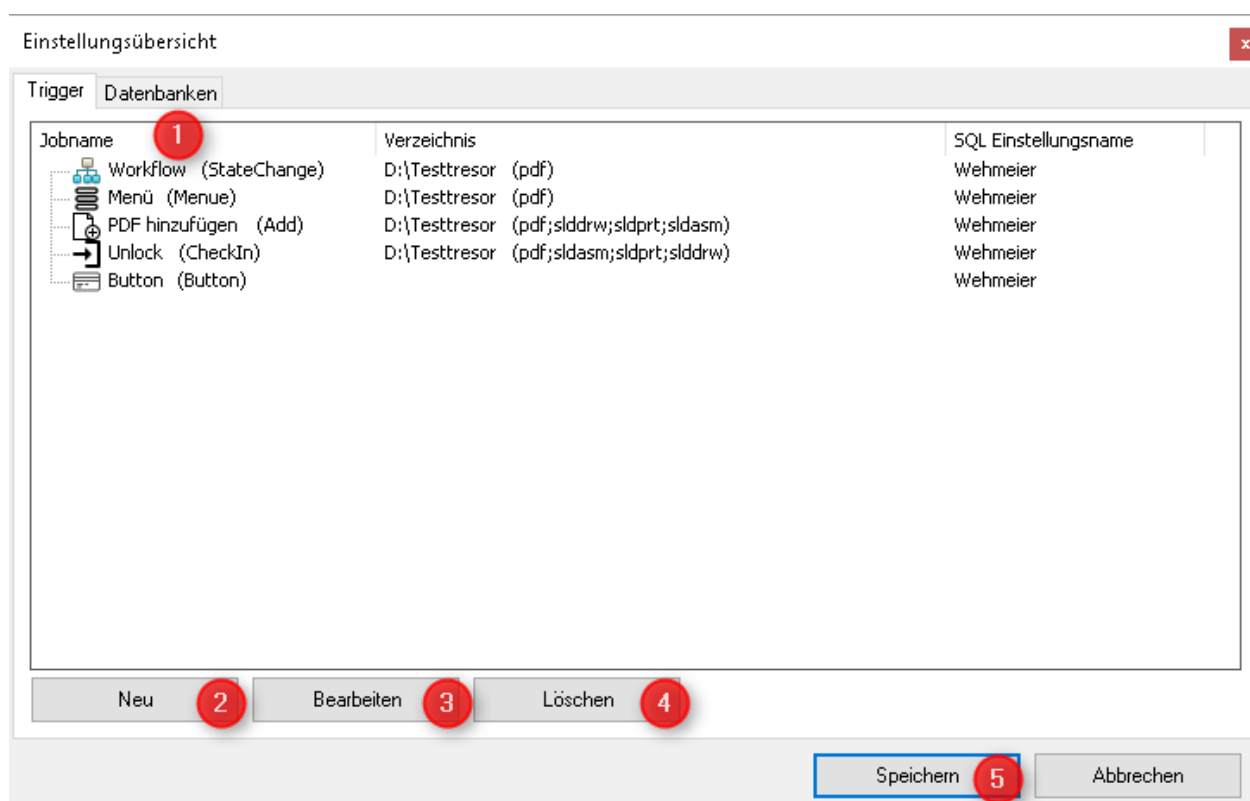 Einstellungsübersicht
x
Trigger Datenbanken
1
Jobname Verzeichnis SQL Einstellungsname
Workflow (StateChange) D:\Testtresor (pdf) Wehmeier
Menü (Menue) D:\Testtresor (pdf) Wehmeier
PDF hinzufügen (Add) D:\Testtresor (pdf;slddrw;sldprt;sldasm) Wehmeier
Unlock (CheckIn) D:\Testtresor (pdf;sldasm;sldprt;slddrw) Wehmeier
Button (Button) Wehmeier
Neu 2 Bearbeiten 3 Löschen 4
Speichern 5 Abbrechen